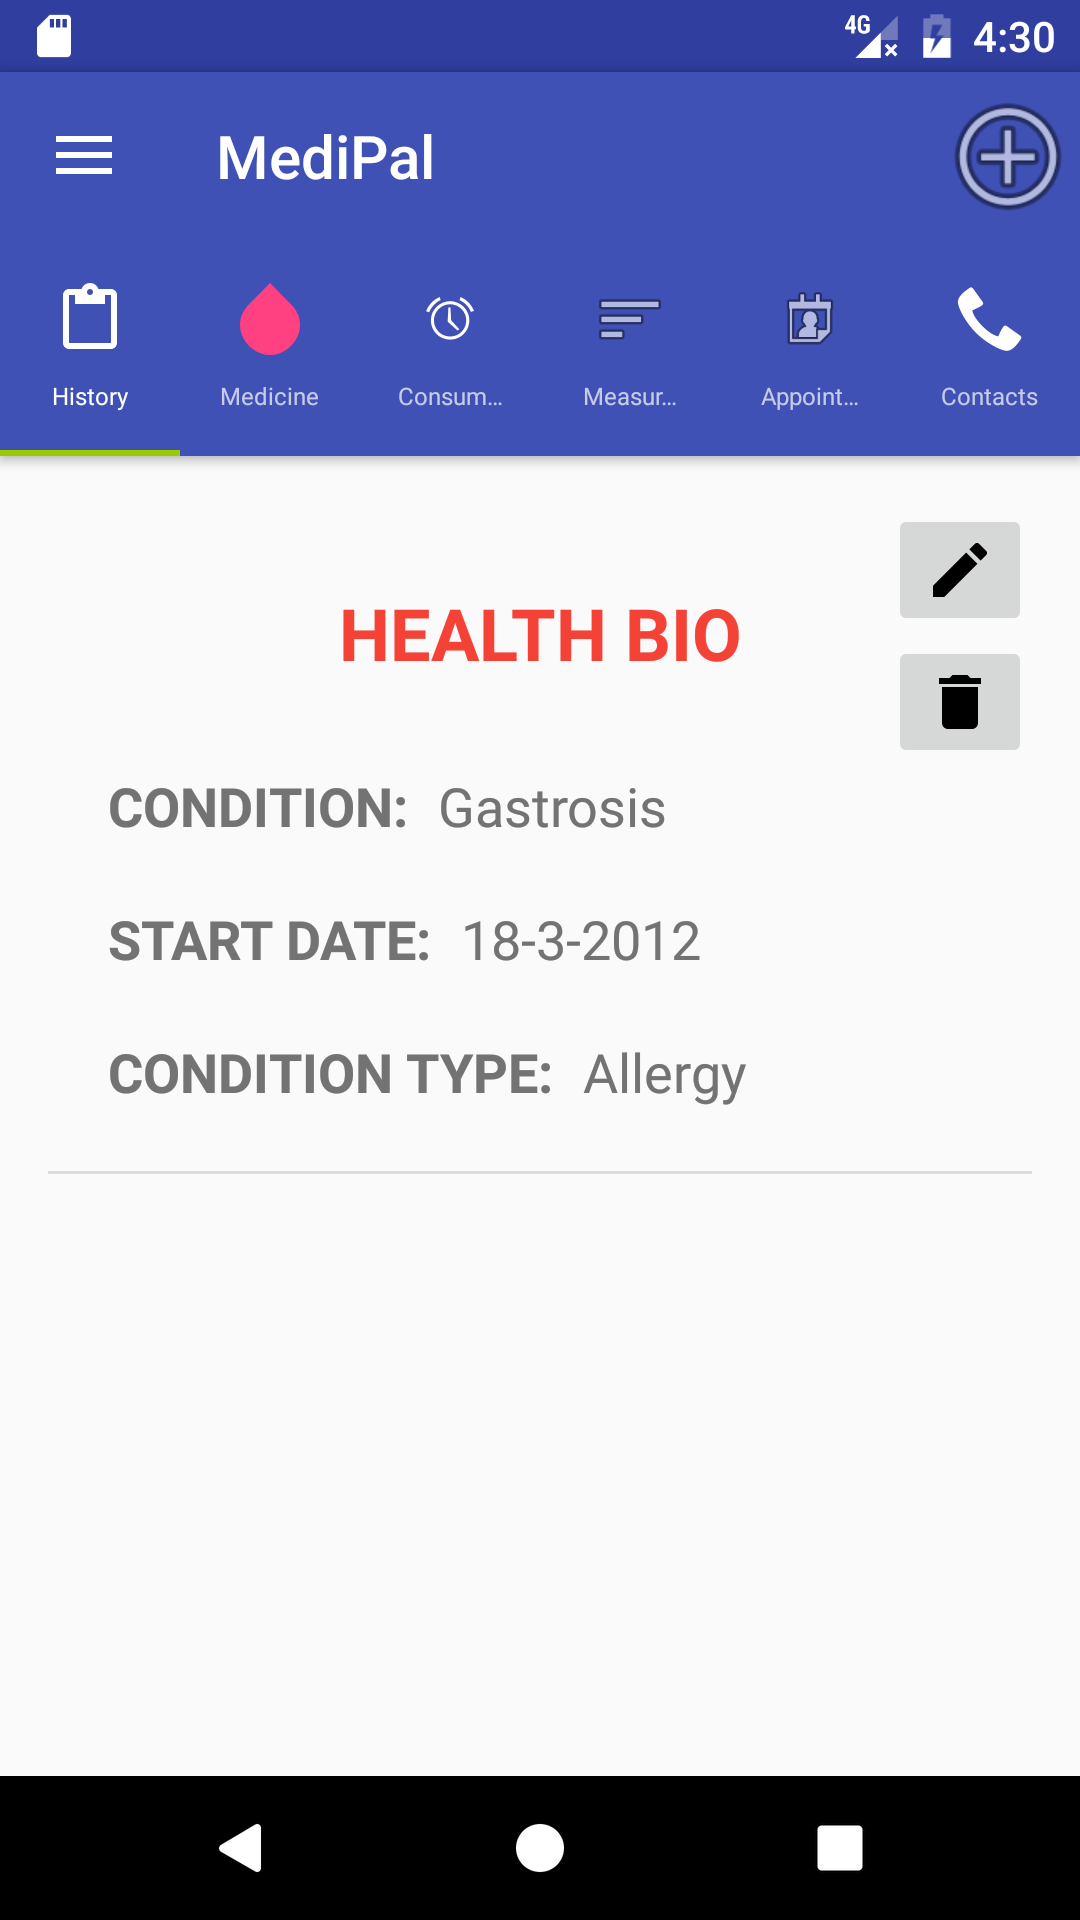 4G 4:30
MediPal
History Medicine Consum... Measur... Appoint... Contacts
HEALTH BIO
CONDITION: Gastrosis
START DATE: 18-3-2012
CONDITION TYPE: Allergy